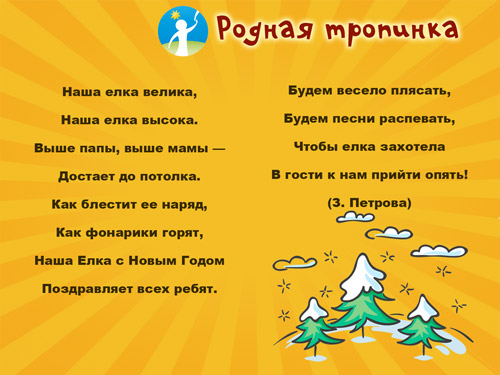 Родная тропинка
Наша елка велика,
Наша елка высока.
Выше папы, выше мамы —
Достает до потолка.
Как блестит ее наряд,
Как фонарики горят,
Наша Елка с Новым Годом
Поздравляет всех ребят.
Будем весело плясать,
Будем песни распевать,
Чтобы елка захотела
В гости к нам прийти опять!
(З. Петрова)